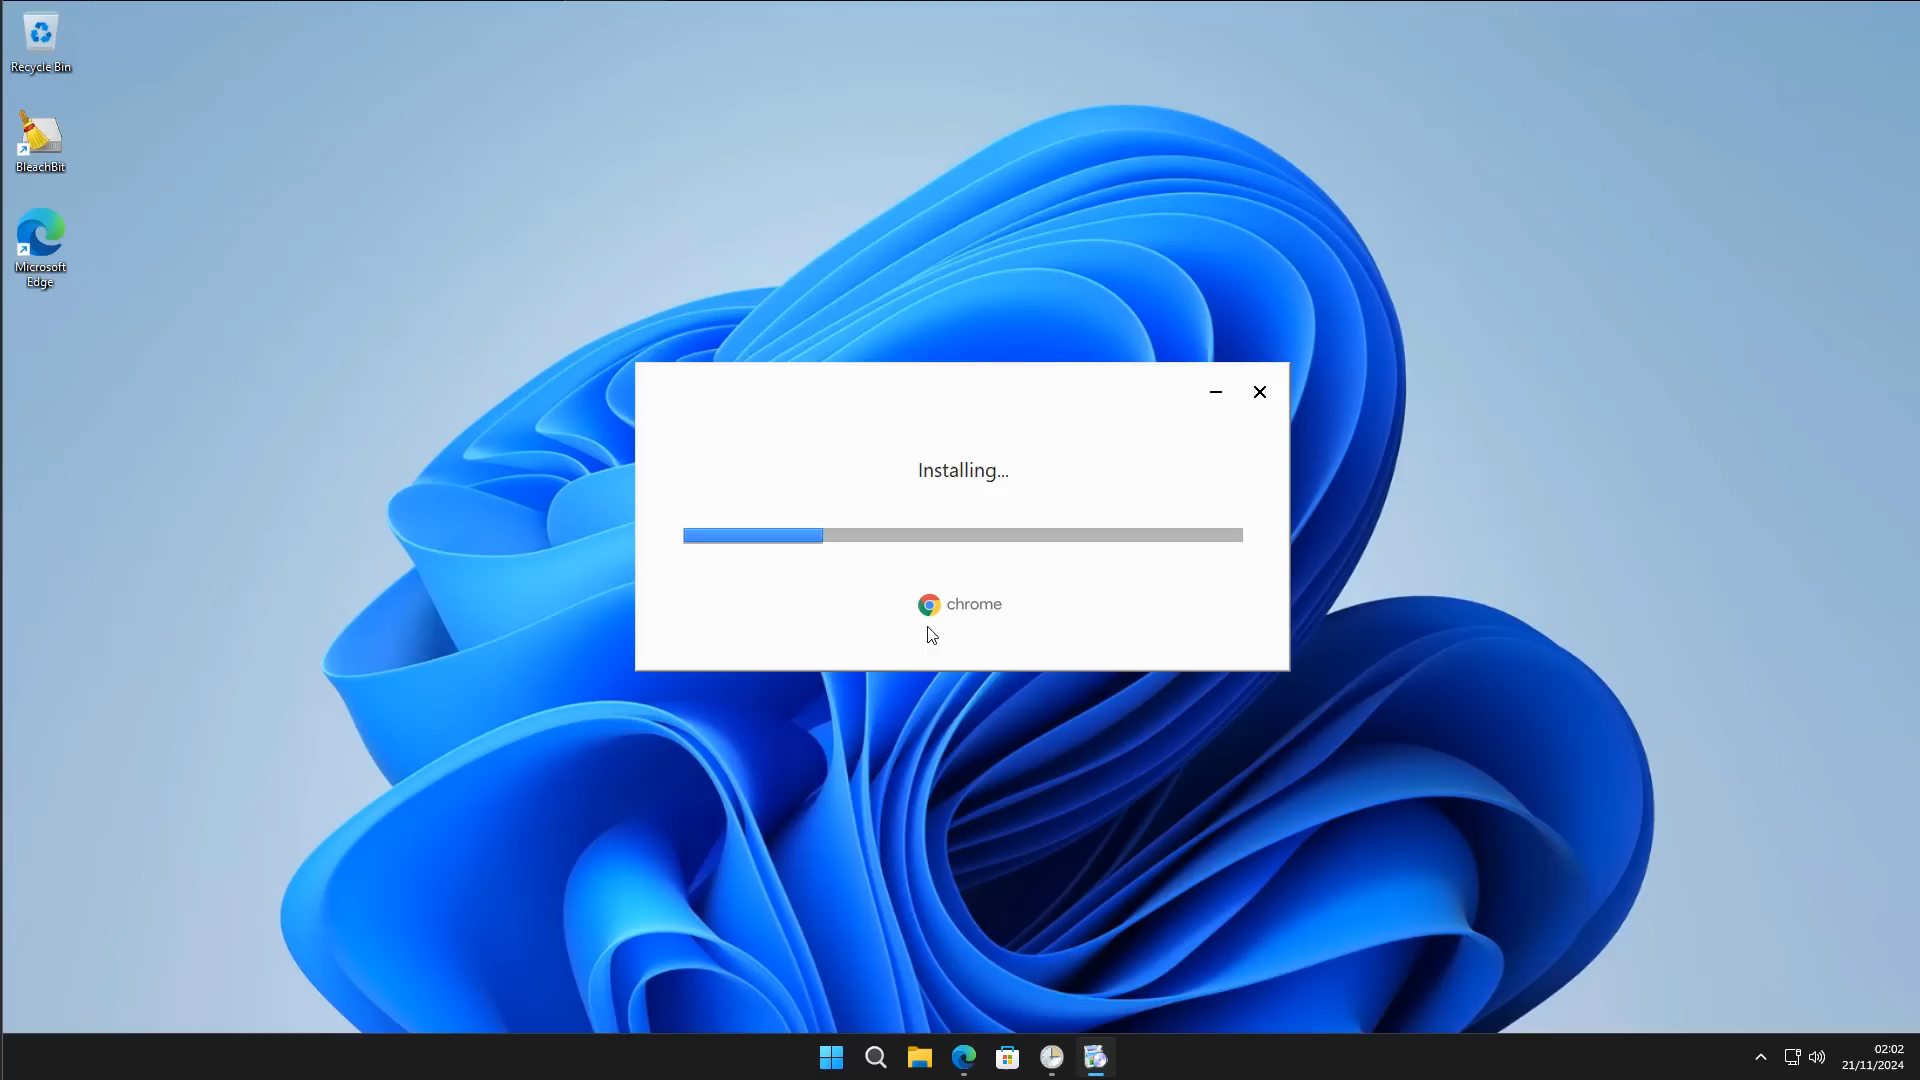 Recycle Bin
BleachBit
Microsoft
Edge
Installing...
chrome
02:02
21/11/2024